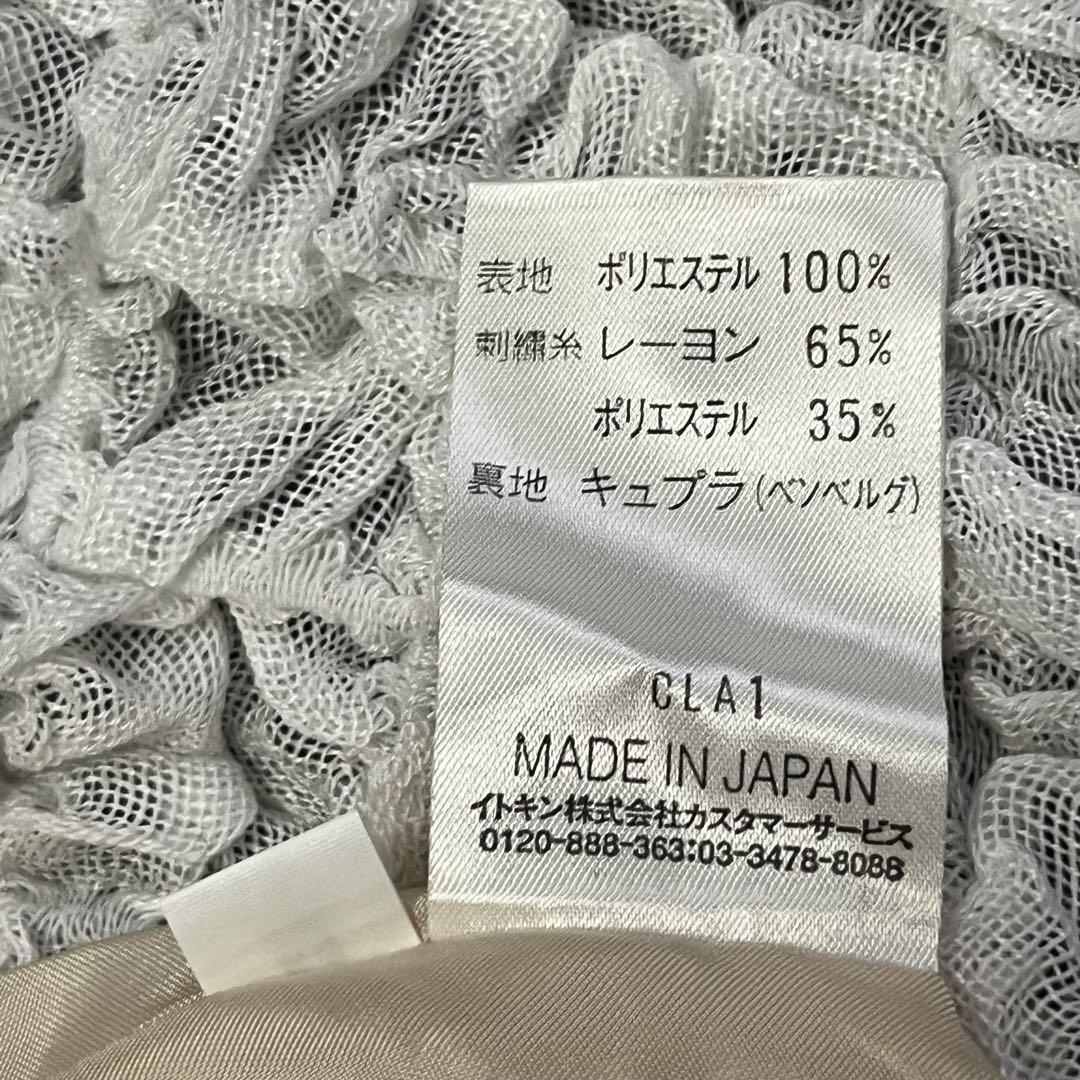 表地 ポリエステル 100%
刺繍糸 レーヨン 65%
ポリエステル 35%
裏地 キュプラ(ベンベルグ)
CLA1
MADE IN JAPAN
イトキン株式会社カスタマーサービス
0120-888-363:03-3478-8088